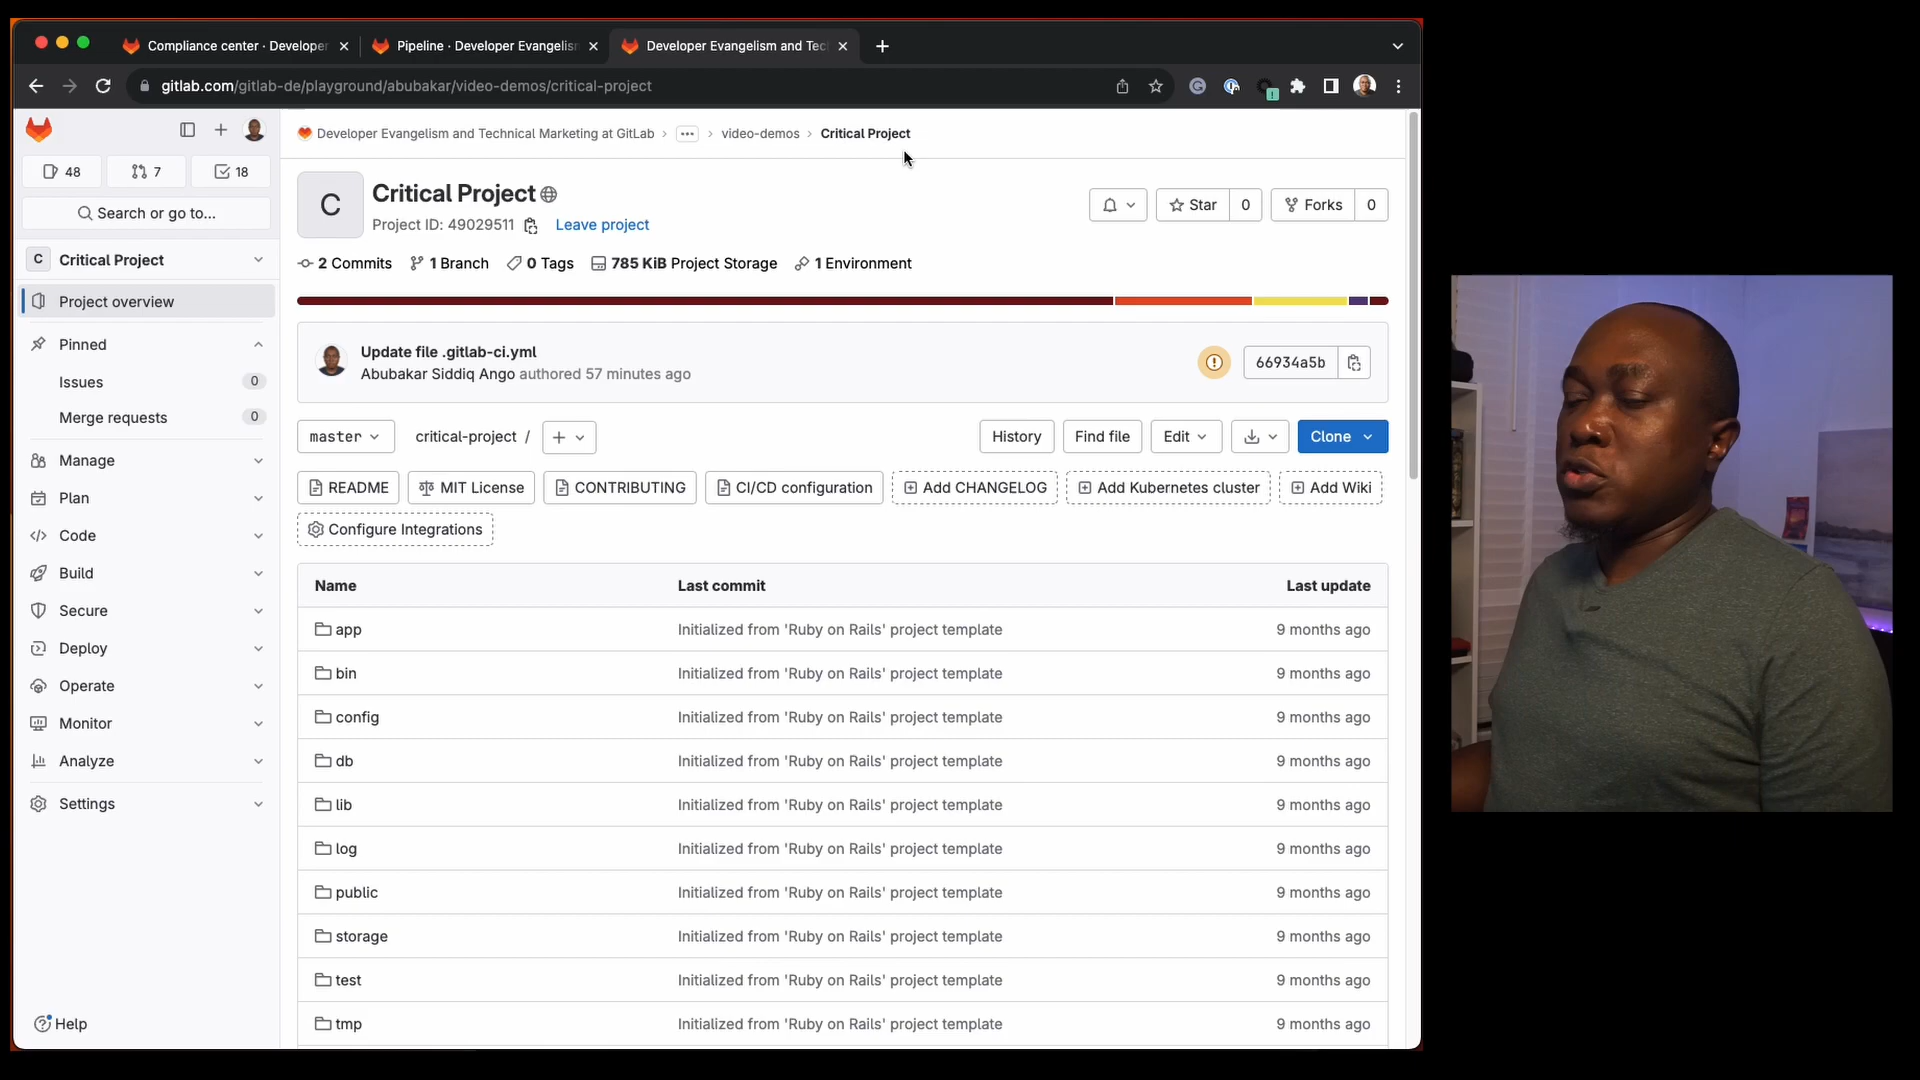 Compliance center · Developer
Pipeline · Developer Evangelism
Developer Evangelism and Tec
gitlab.com/gitlab-de/playground/abubakar/video-demos/critical-project
Developer Evangelism and Technical Marketing at GitLab › ··· › video-demos › Critical Project
48 7 18
Search or go to...
C Critical Project
Project overview
Pinned
Issues 0
Merge requests 0
Manage
Plan
Code
Build
Secure
Deploy
Operate
Monitor
Analyze
Settings
Help
C
Critical Project
Project ID: 49029511 Leave project
Star 0 Forks 0
2 Commits 1 Branch 0 Tags 785 KiB Project Storage 1 Environment
Update file .gitlab-ci.yml
Abubakar Siddiq Ango authored 57 minutes ago
66934a5b
master critical-project / + History Find file Edit Clone
README MIT License CONTRIBUTING CI/CD configuration Add CHANGELOG Add Kubernetes cluster Add Wiki
Configure Integrations
Name Last commit Last update
app Initialized from 'Ruby on Rails' project template 9 months ago
bin Initialized from 'Ruby on Rails' project template 9 months ago
config Initialized from 'Ruby on Rails' project template 9 months ago
db Initialized from 'Ruby on Rails' project template 9 months ago
lib Initialized from 'Ruby on Rails' project template 9 months ago
log Initialized from 'Ruby on Rails' project template 9 months ago
public Initialized from 'Ruby on Rails' project template 9 months ago
storage Initialized from 'Ruby on Rails' project template 9 months ago
test Initialized from 'Ruby on Rails' project template 9 months ago
tmp Initialized from 'Ruby on Rails' project template 9 months ago